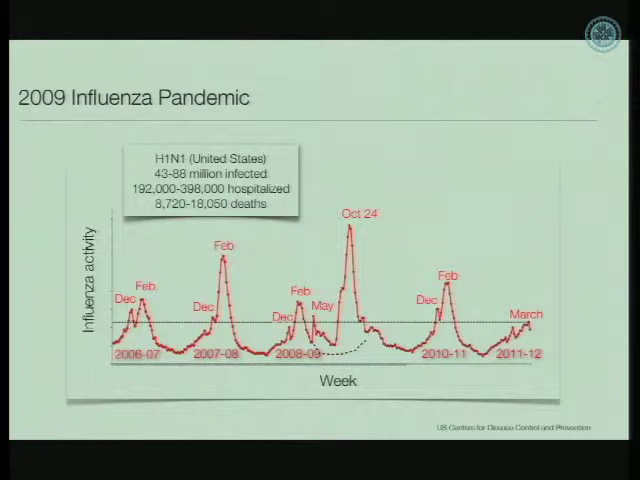 2009 Influenza Pandemic
H1N1 (United States)
43-88 million infected
192,000-398,000 hospitalized
8,720-18,050 deaths
Oct 24
Feb
Feb
Feb
Dec
Feb
Dec
Dec
May
Dec
March
Influenza activity
2006-07
2007-08
2008-09
2010-11
2011-12
Week
US Centers for Disease Control and Prevention